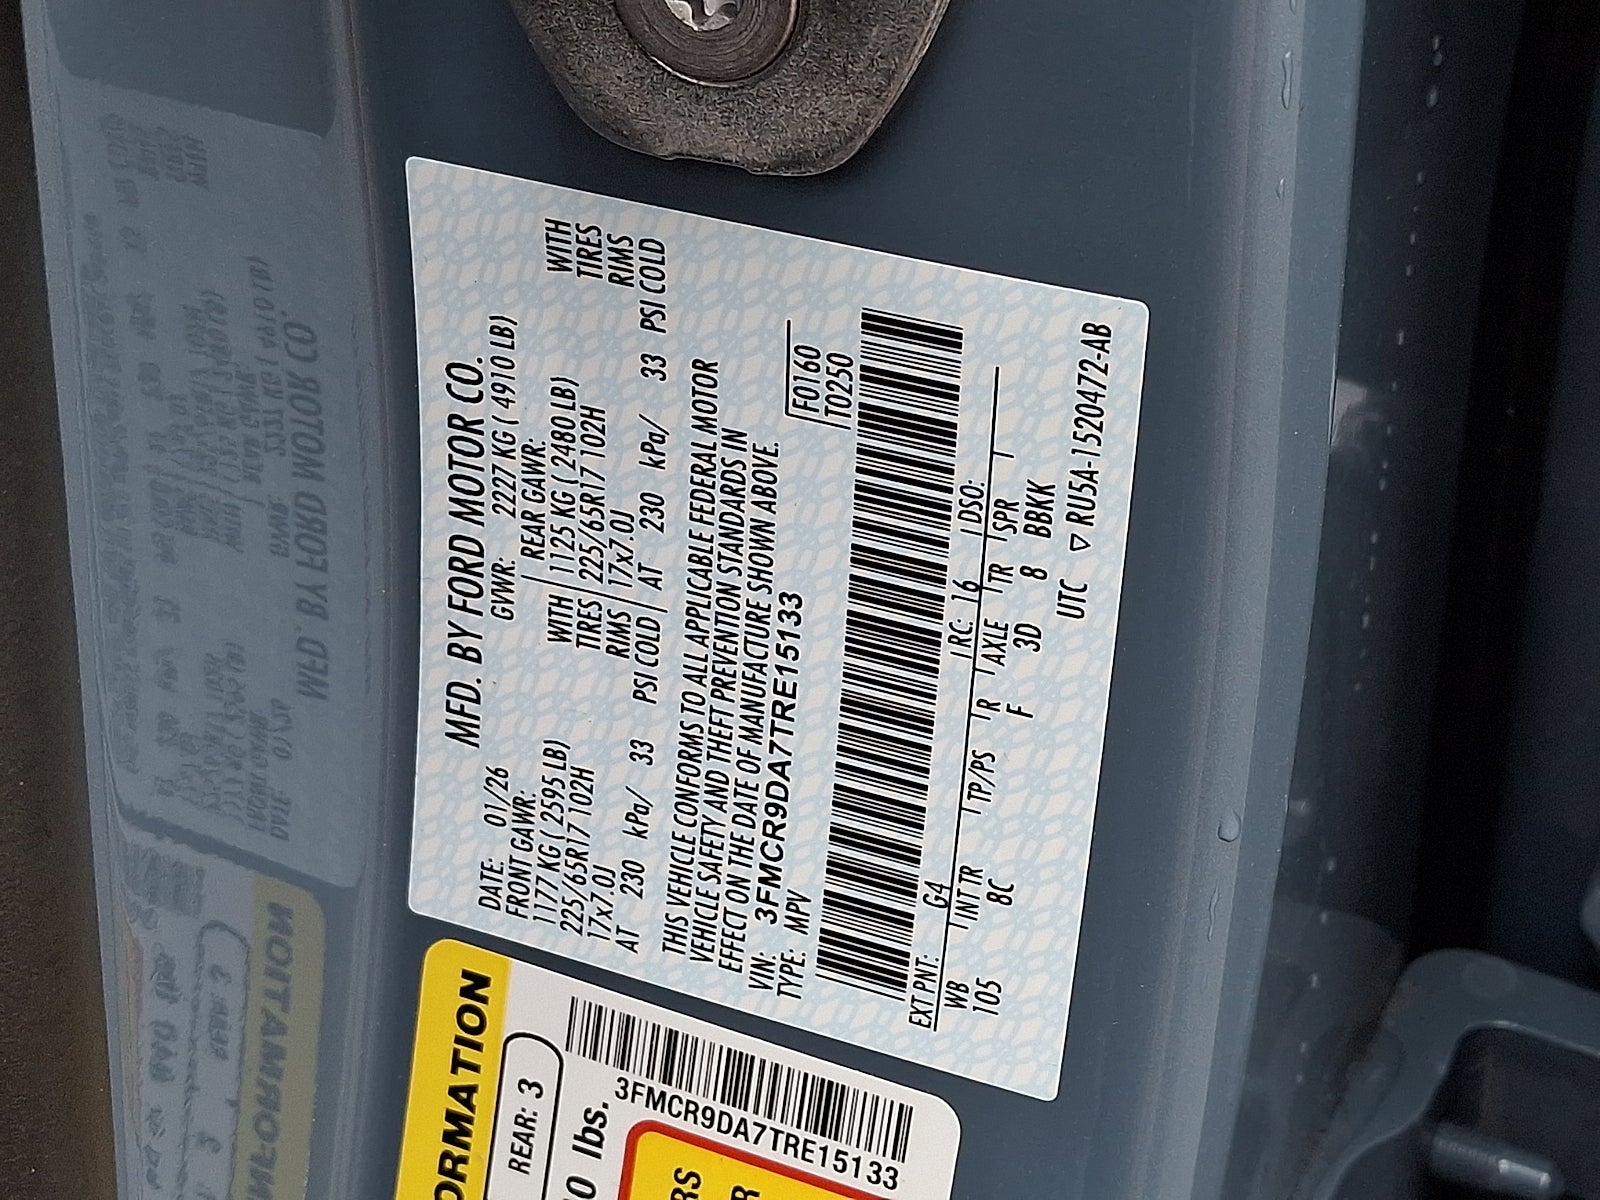 MFD. BY FORD MOTOR CO.
DATE: 01/26 GVWR: 2227 KG ( 4910 LB)
FRONT GAWR: REAR GAWR:
1177 KG ( 2595 LB) WITH 1125 KG ( 2480 LB) WITH
225/65R17 102H TIRES 225/65R17 102H TIRES
17x7.0J RIMS 17x7.0J RIMS
AT 230 kPa/ 33 PSI COLD AT 230 kPa/ 33 PSI COLD
THIS VEHICLE CONFORMS TO ALL APPLICABLE FEDERAL MOTOR
VEHICLE SAFETY AND THEFT PREVENTION STANDARDS IN
EFFECT ON THE DATE OF MANUFACTURE SHOWN ABOVE.
VIN: 3FMCR9DA7TRE15133
TYPE: MPV
F0160
T0250
EXT PNT: G4 RC: 16 DSO:
WB INT TR TP/PS R AXLE TR SPR
105 8C F 3D 8 BBKK
UTC ▽ RU5A-1520472-AB
ORMATION
REAR: 3
0 lbs.
3FMCR9DA7TRE15133
RS
R